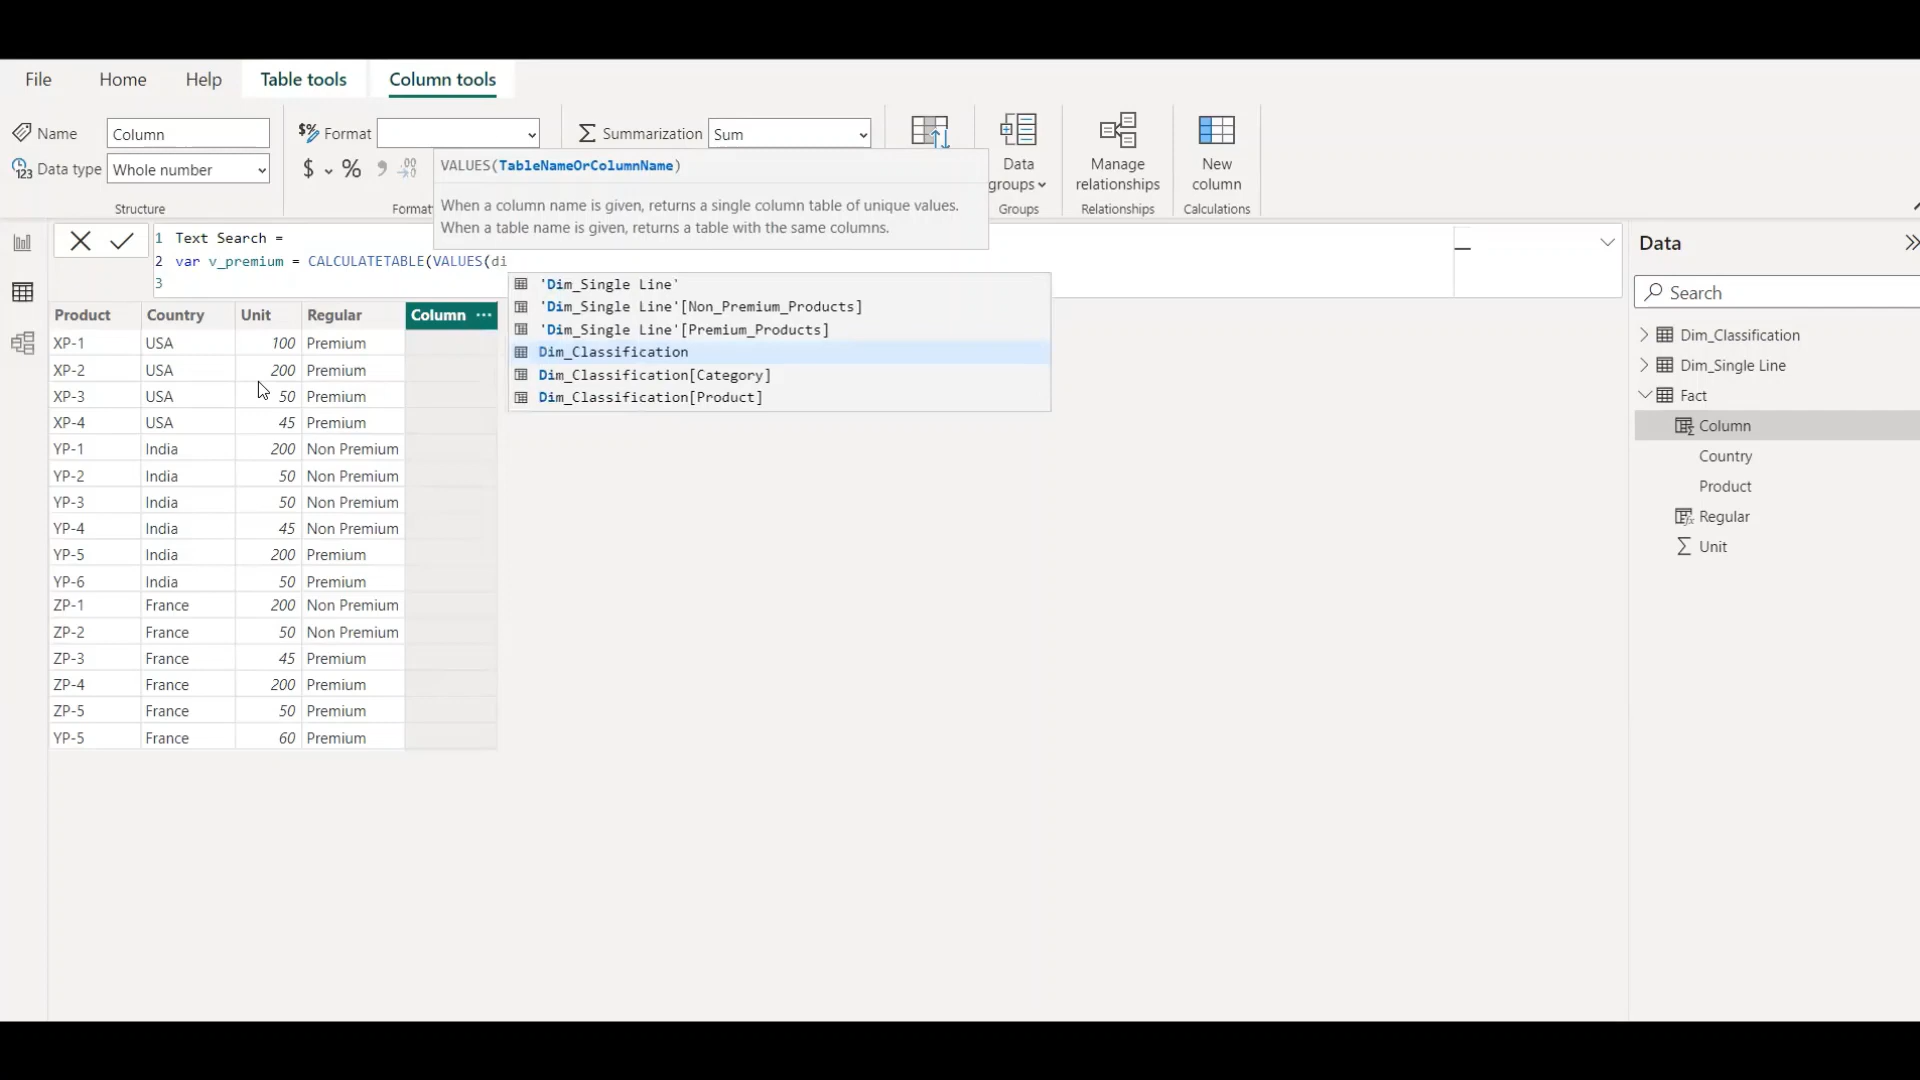 File Home Help Table tools Column tools
Name Column
Data type Whole number
Structure
$% Format
$ % 9 .00
Format
Summarization Sum
Data groups
Groups
Manage relationships
Relationships
New column
Calculations
VALUES(TableNameOrColumnName)
When a column name is given, returns a single column table of unique values.
When a table name is given, returns a table with the same columns.
1 Text Search =
2 var v_premium = CALCULATETABLE(VALUES(di
3
'Dim_Single Line'
'Dim_Single Line'[Non_Premium_Products]
'Dim_Single Line'[Premium_Products]
Dim_Classification
Dim_Classification[Category]
Dim_Classification[Product]
Product Country Unit Regular Column ...
XP-1 USA 100 Premium
XP-2 USA 200 Premium
XP-3 USA 50 Premium
XP-4 USA 45 Premium
YP-1 India 200 Non Premium
YP-2 India 50 Non Premium
YP-3 India 50 Non Premium
YP-4 India 45 Non Premium
YP-5 India 200 Premium
YP-6 India 50 Premium
ZP-1 France 200 Non Premium
ZP-2 France 50 Non Premium
ZP-3 France 45 Premium
ZP-4 France 200 Premium
ZP-5 France 50 Premium
YP-5 France 60 Premium
Data
Search
Dim_Classification
Dim_Single Line
Fact
Column
Country
Product
Regular
Unit